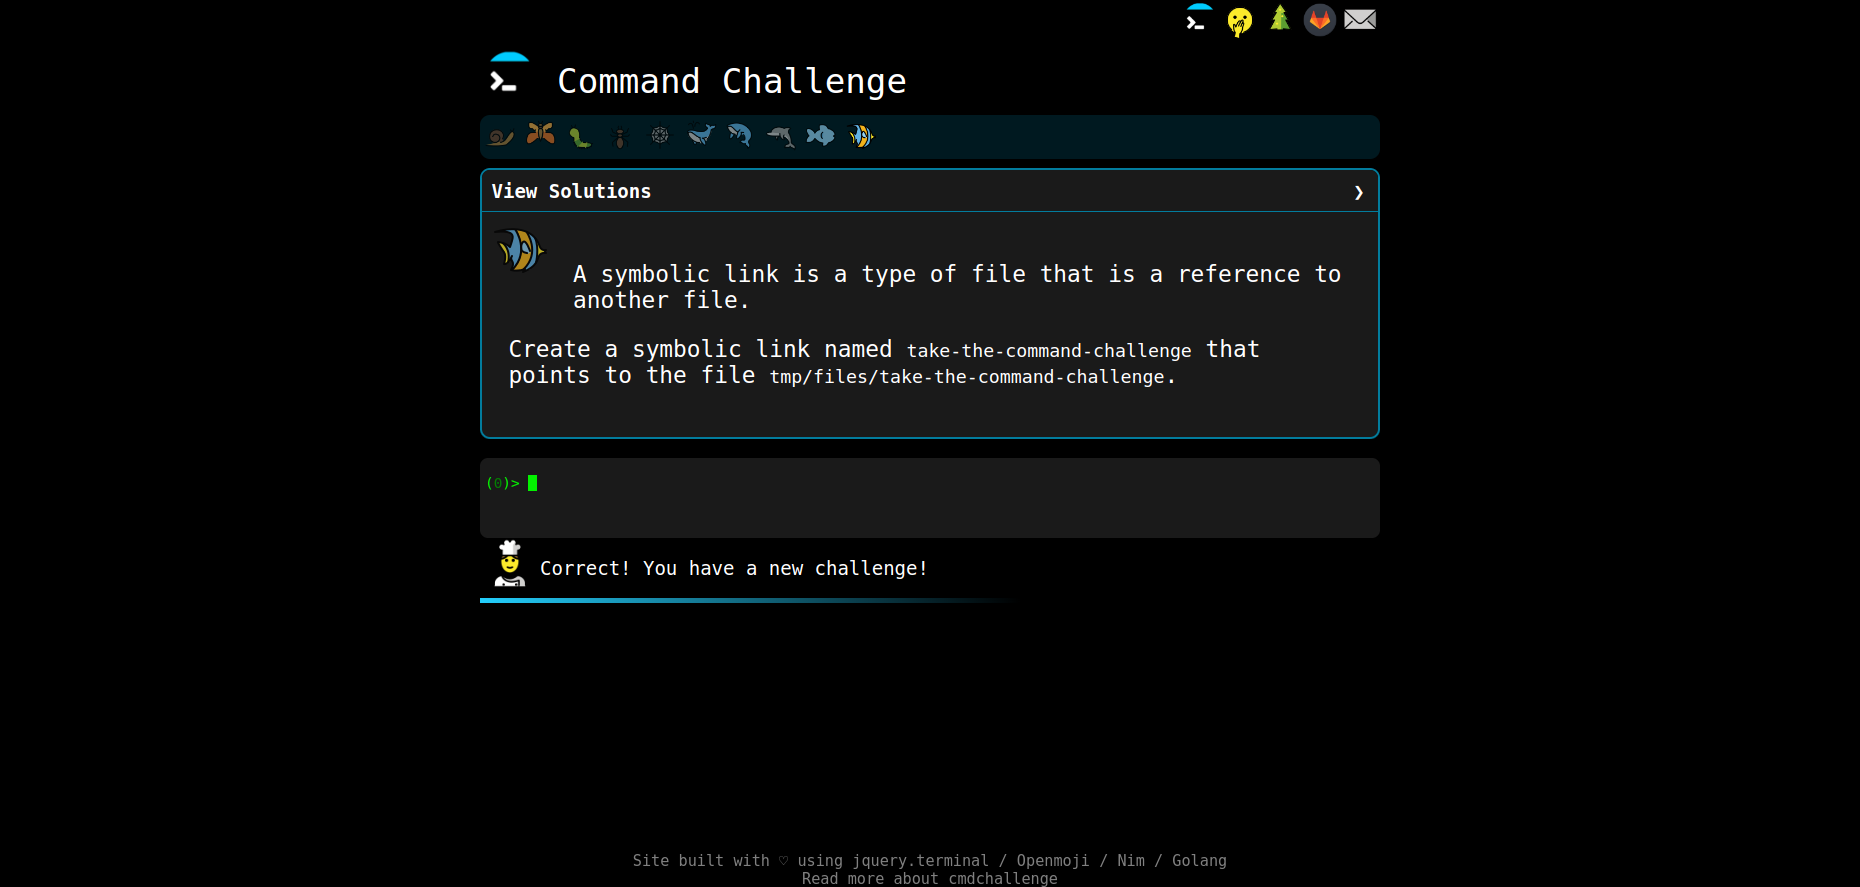 Command Challenge
View Solutions ❯
A symbolic link is a type of file that is a reference to
another file.
Create a symbolic link named take-the-command-challenge that
points to the file tmp/files/take-the-command-challenge.
(0)>
Correct! You have a new challenge!
Site built with ♡ using jquery.terminal / Openmoji / Nim / Golang
Read more about cmdchallenge